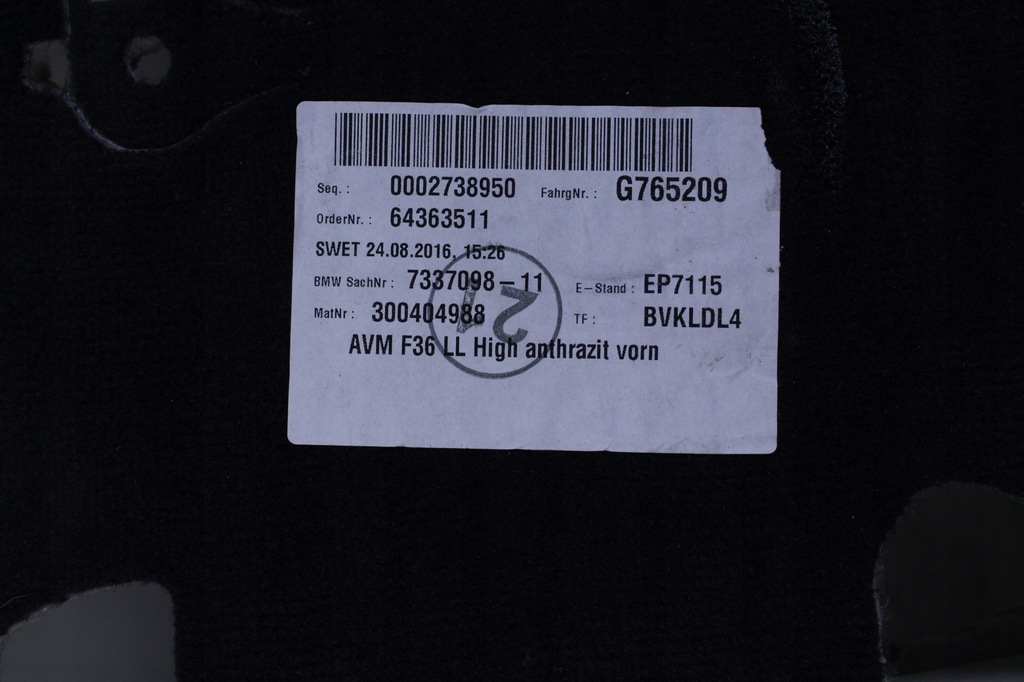 Seq. : 0002738950 FahrgNr. : G765209
OrderNr. : 64363511
SWET 24.08.2016, 15:26
BMW SachNr : 7337098-11 E-Stand : EP7115
MatNr : 300404988 TF : BVKLDL4
AVM F36 LL High anthrazit vorn
21